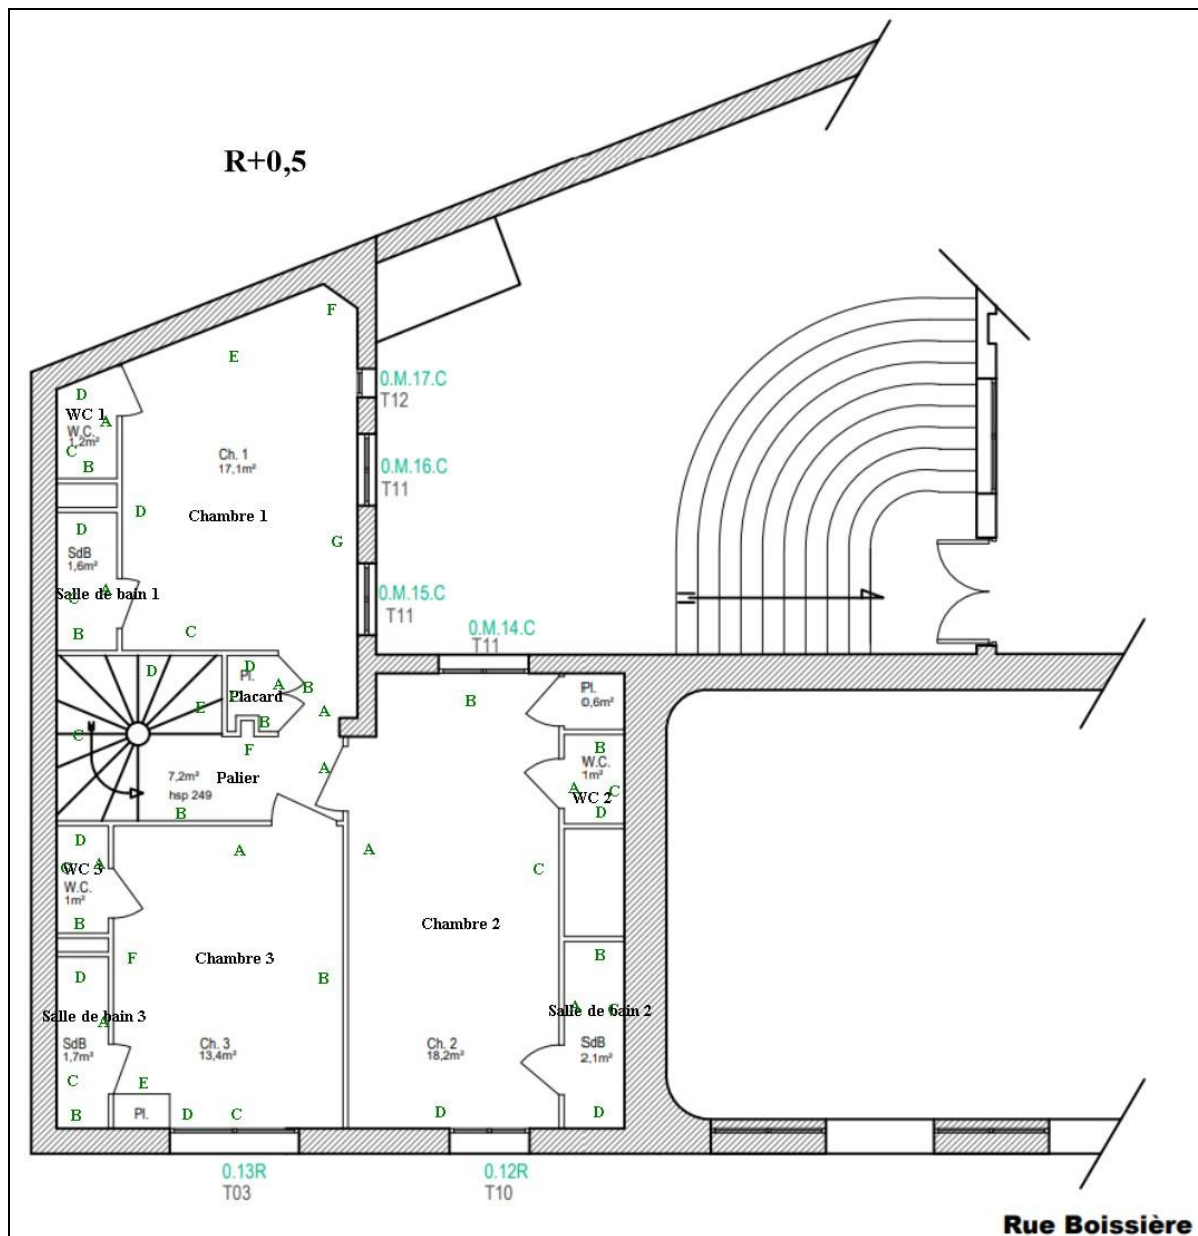 R+0,5
F
E
0.M.17.C
T12
D
WC 1
A
W.C.
1,2m²
C
B
Ch. 1
17,1m²
0.M.16.C
T11
D
Chambre 1
D
G
SdB
1,6m²
A
Salle de bain 1
C
0.M.15.C
T11
B
C
0.M.14.C
T11
D
D
Pl.
A
B
Placard
E
E
B
A
C
F
B
Pl.
0,6m²
7,2m²
Palier
hsp 249
A
B
B
W.C.
1m²
A
C
WC 2
D
D
A
A
A
C
WC 3
W.C.
1m²
B
C
Chambre 2
F
Chambre 3
B
D
B
Salle de bain 3
A
A
Salle de bain 2
C
SdB
1,7m²
Ch. 3
13,4m²
Ch. 2
18,2m²
SdB
2,1m²
C
E
B
Pl.
D
C
D
D
0.13R
T03
0.12R
T10
Rue Boissière